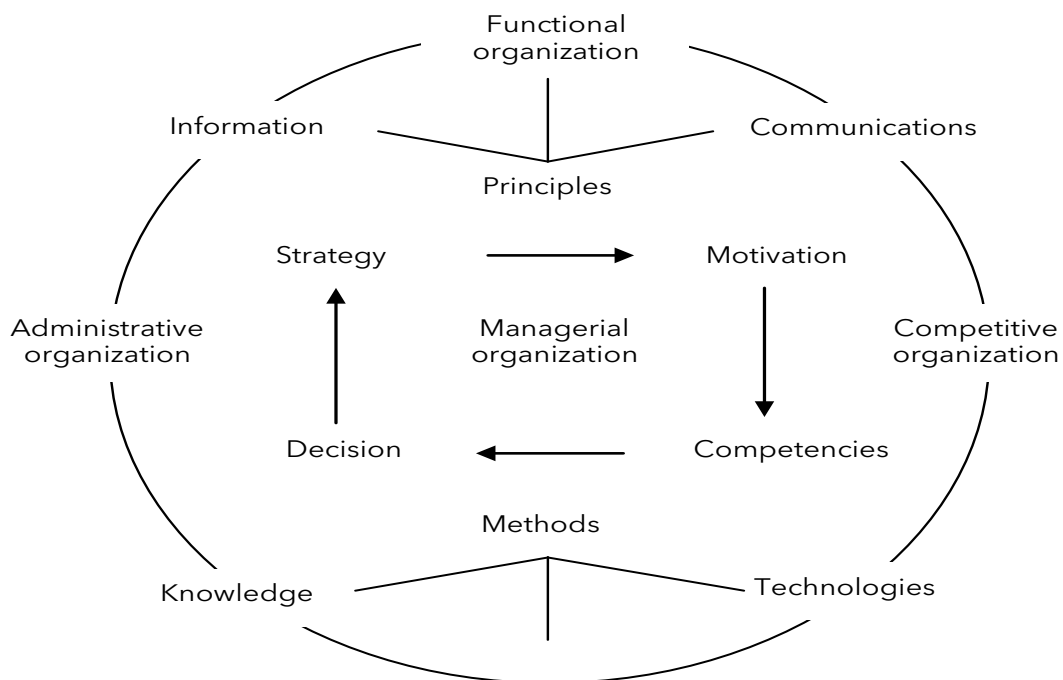 Functional
organization
Information
Communications
Principles
Strategy
Motivation
Administrative
organization
Managerial
organization
Competitive
organization
Decision
Competencies
Methods
Knowledge
Technologies